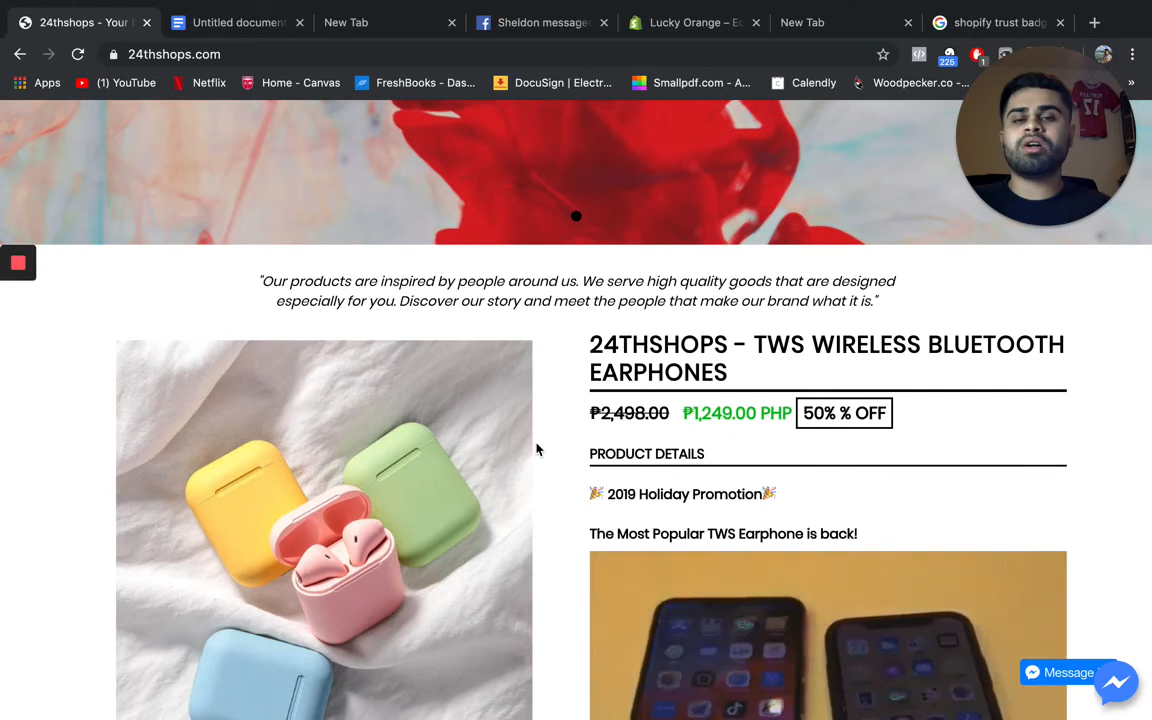 24thshops - Your
Untitled document
New Tab
Sheldon message
Lucky Orange – Ec
New Tab
shopify trust badg
24thshops.com
225
1
Apps
(1) YouTube
Netflix
Home - Canvas
FreshBooks - Das...
DocuSign | Electr...
Smallpdf.com - A...
Calendly
Woodpecker.co -...
»
"Our products are inspired by people around us. We serve high quality goods that are designed
especially for you. Discover our story and meet the people that make our brand what it is."
24THSHOPS - TWS WIRELESS BLUETOOTH
EARPHONES
₱2,498.00 ₱1,249.00 PHP 50% % OFF
PRODUCT DETAILS
🎉 2019 Holiday Promotion🎉
The Most Popular TWS Earphone is back!
Message